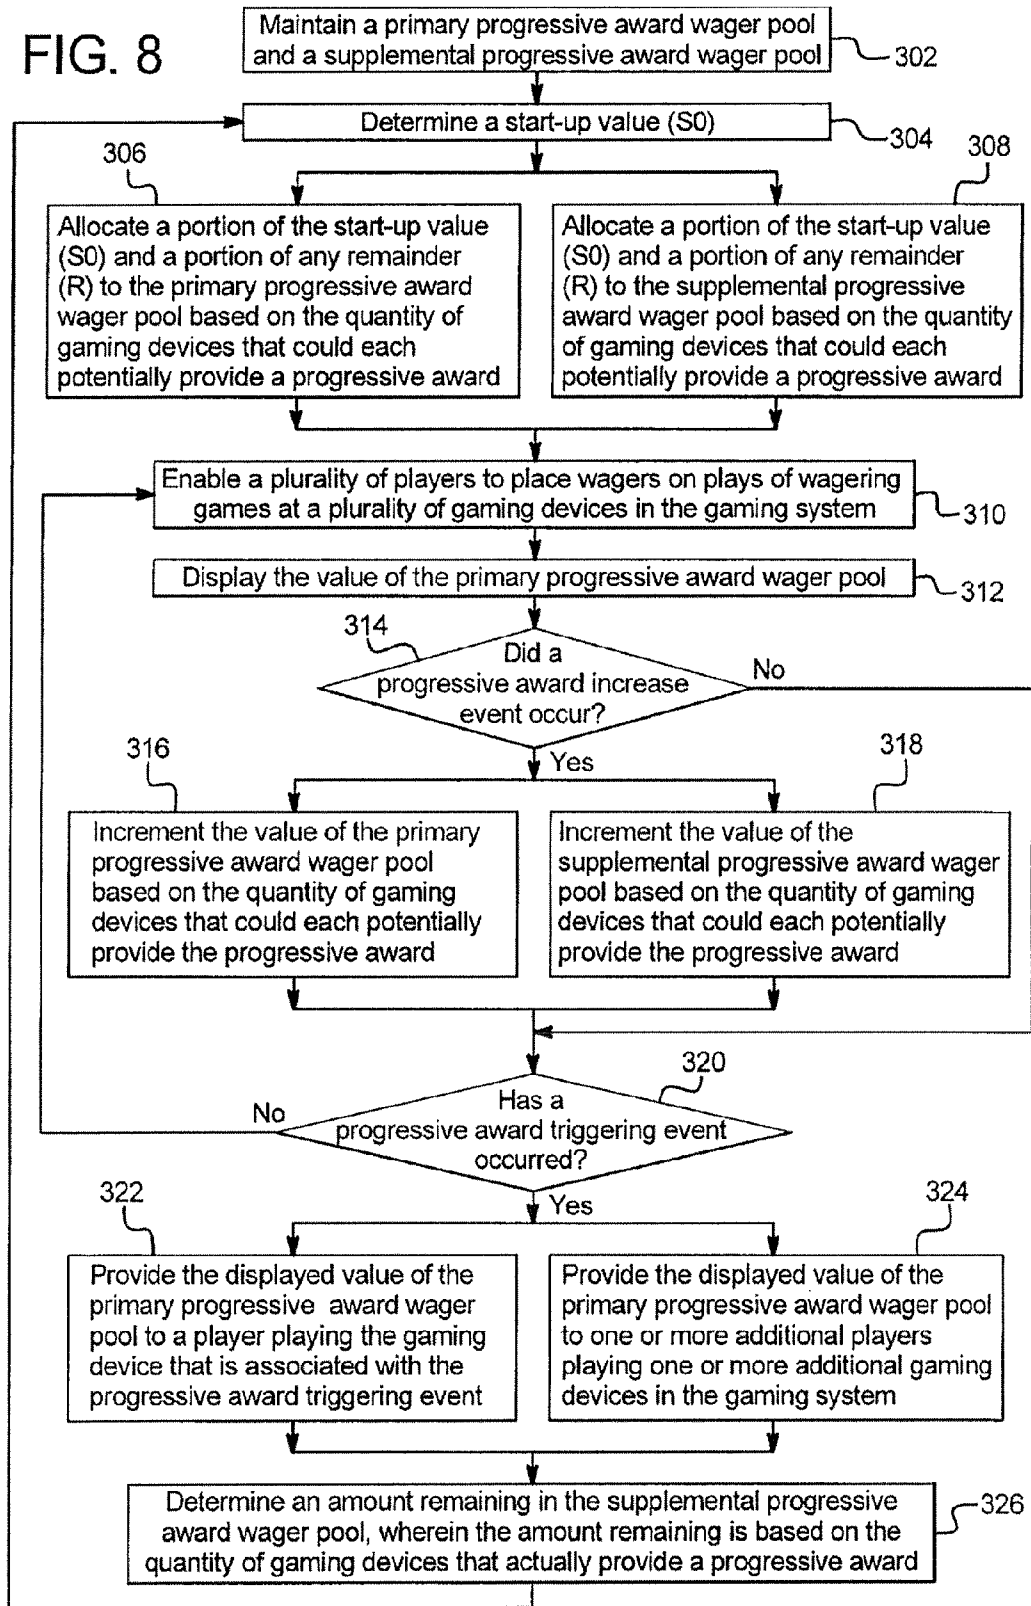 FIG. 8
Maintain a primary progressive award wager pool
and a supplemental progressive award wager pool
302
Determine a start-up value (S0)
304
306
308
Allocate a portion of the start-up value
(S0) and a portion of any remainder
(R) to the primary progressive award
wager pool based on the quantity of
gaming devices that could each
potentially provide a progressive award
Allocate a portion of the start-up value
(S0) and a portion of any remainder
(R) to the supplemental progressive
award wager pool based on the quantity
of gaming devices that could each
potentially provide a progressive award
Enable a plurality of players to place wagers on plays of wagering
games at a plurality of gaming devices in the gaming system
310
Display the value of the primary progressive award wager pool
312
314
Did a
progressive award increase
event occur?
No
Yes
316
318
Increment the value of the primary
progressive award wager pool
based on the quantity of gaming
devices that could each potentially
provide the progressive award
Increment the value of the
supplemental progressive award wager
pool based on the quantity of gaming
devices that could each potentially
provide the progressive award
320
Has a
progressive award triggering event
occurred?
No
Yes
322
324
Provide the displayed value of the
primary progressive award wager
pool to a player playing the gaming
device that is associated with the
progressive award triggering event
Provide the displayed value of the
primary progressive award wager pool
to one or more additional players
playing one or more additional gaming
devices in the gaming system
Determine an amount remaining in the supplemental progressive
award wager pool, wherein the amount remaining is based on the
quantity of gaming devices that actually provide a progressive award
326